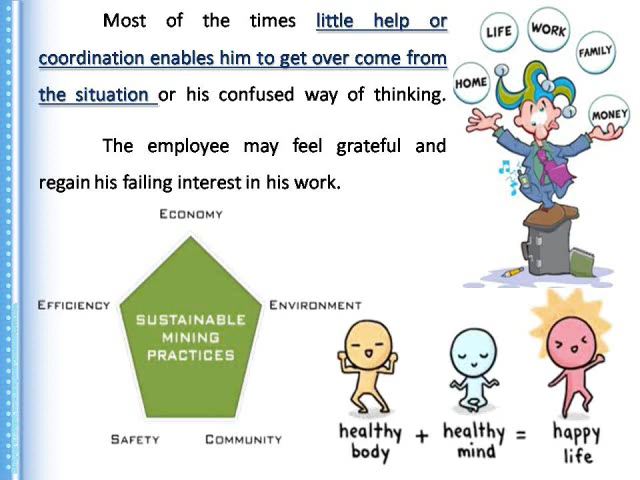 Most of the times little help or
coordination enables him to get over come from
the situation or his confused way of thinking.
The employee may feel grateful and
regain his failing interest in his work.
LIFE
WORK
FAMILY
HOME
MONEY
ECONOMY
EFFICIENCY
ENVIRONMENT
SUSTAINABLE
MINING
PRACTICES
SAFETY
COMMUNITY
healthy
body
+
healthy
mind
=
happy
life